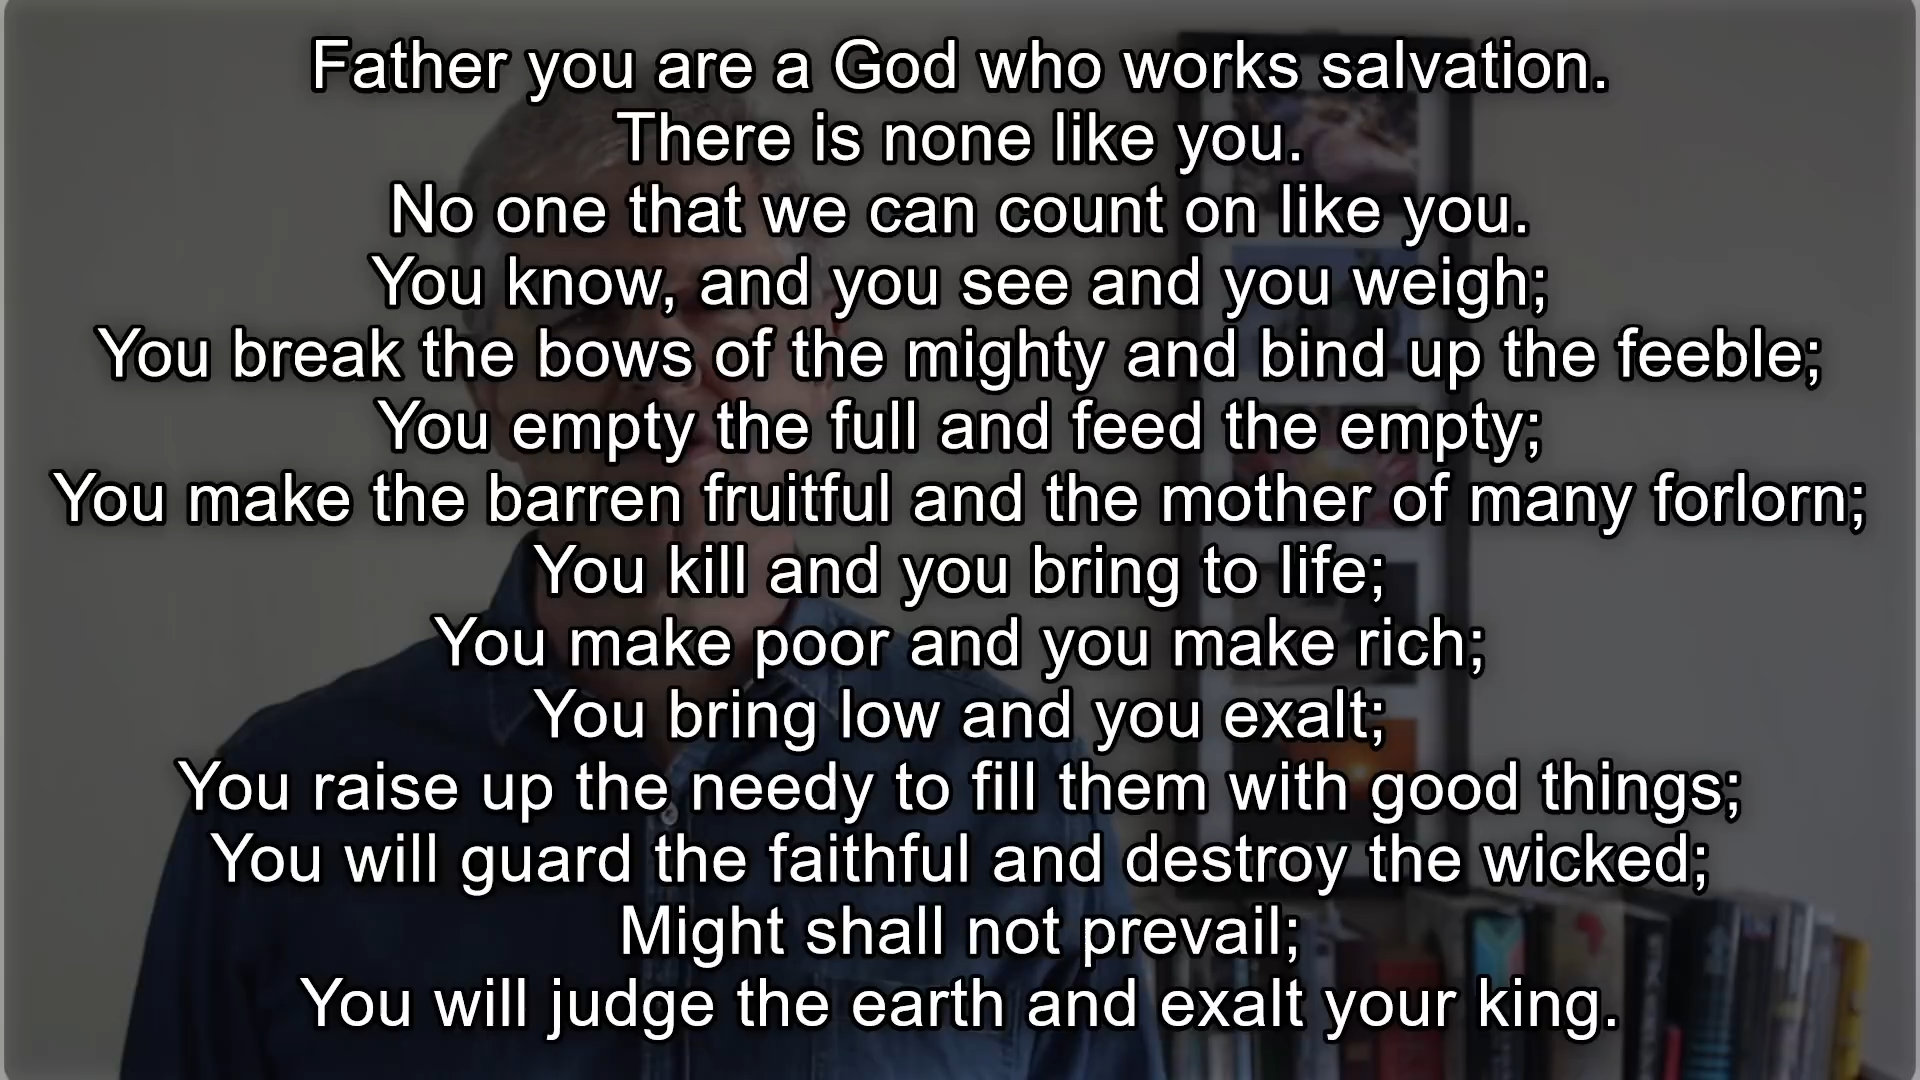 Father you are a God who works salvation.
There is none like you.
No one that we can count on like you.
You know, and you see and you weigh;
You break the bows of the mighty and bind up the feeble;
You empty the full and feed the empty;
You make the barren fruitful and the mother of many forlorn;
You kill and you bring to life;
You make poor and you make rich;
You bring low and you exalt;
You raise up the needy to fill them with good things;
You will guard the faithful and destroy the wicked;
Might shall not prevail;
You will judge the earth and exalt your king.